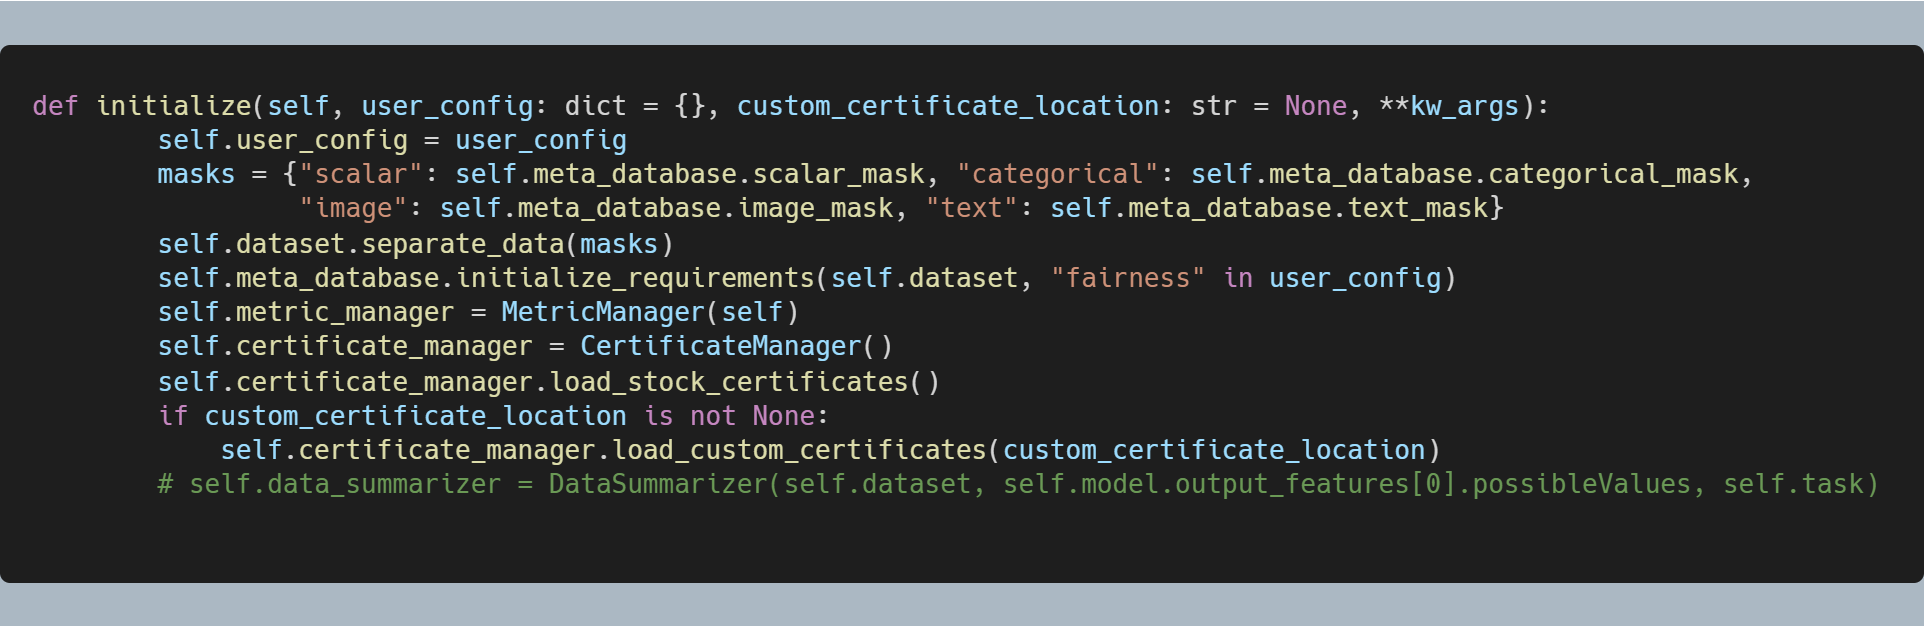 def initialize(self, user_config: dict = {}, custom_certificate_location: str = None, **kw_args):
        self.user_config = user_config
        masks = {"scalar": self.meta_database.scalar_mask, "categorical": self.meta_database.categorical_mask,
                 "image": self.meta_database.image_mask, "text": self.meta_database.text_mask}
        self.dataset.separate_data(masks)
        self.meta_database.initialize_requirements(self.dataset, "fairness" in user_config)
        self.metric_manager = MetricManager(self)
        self.certificate_manager = CertificateManager()
        self.certificate_manager.load_stock_certificates()
        if custom_certificate_location is not None:
            self.certificate_manager.load_custom_certificates(custom_certificate_location)
        # self.data_summarizer = DataSummarizer(self.dataset, self.model.output_features[0].possibleValues, self.task)